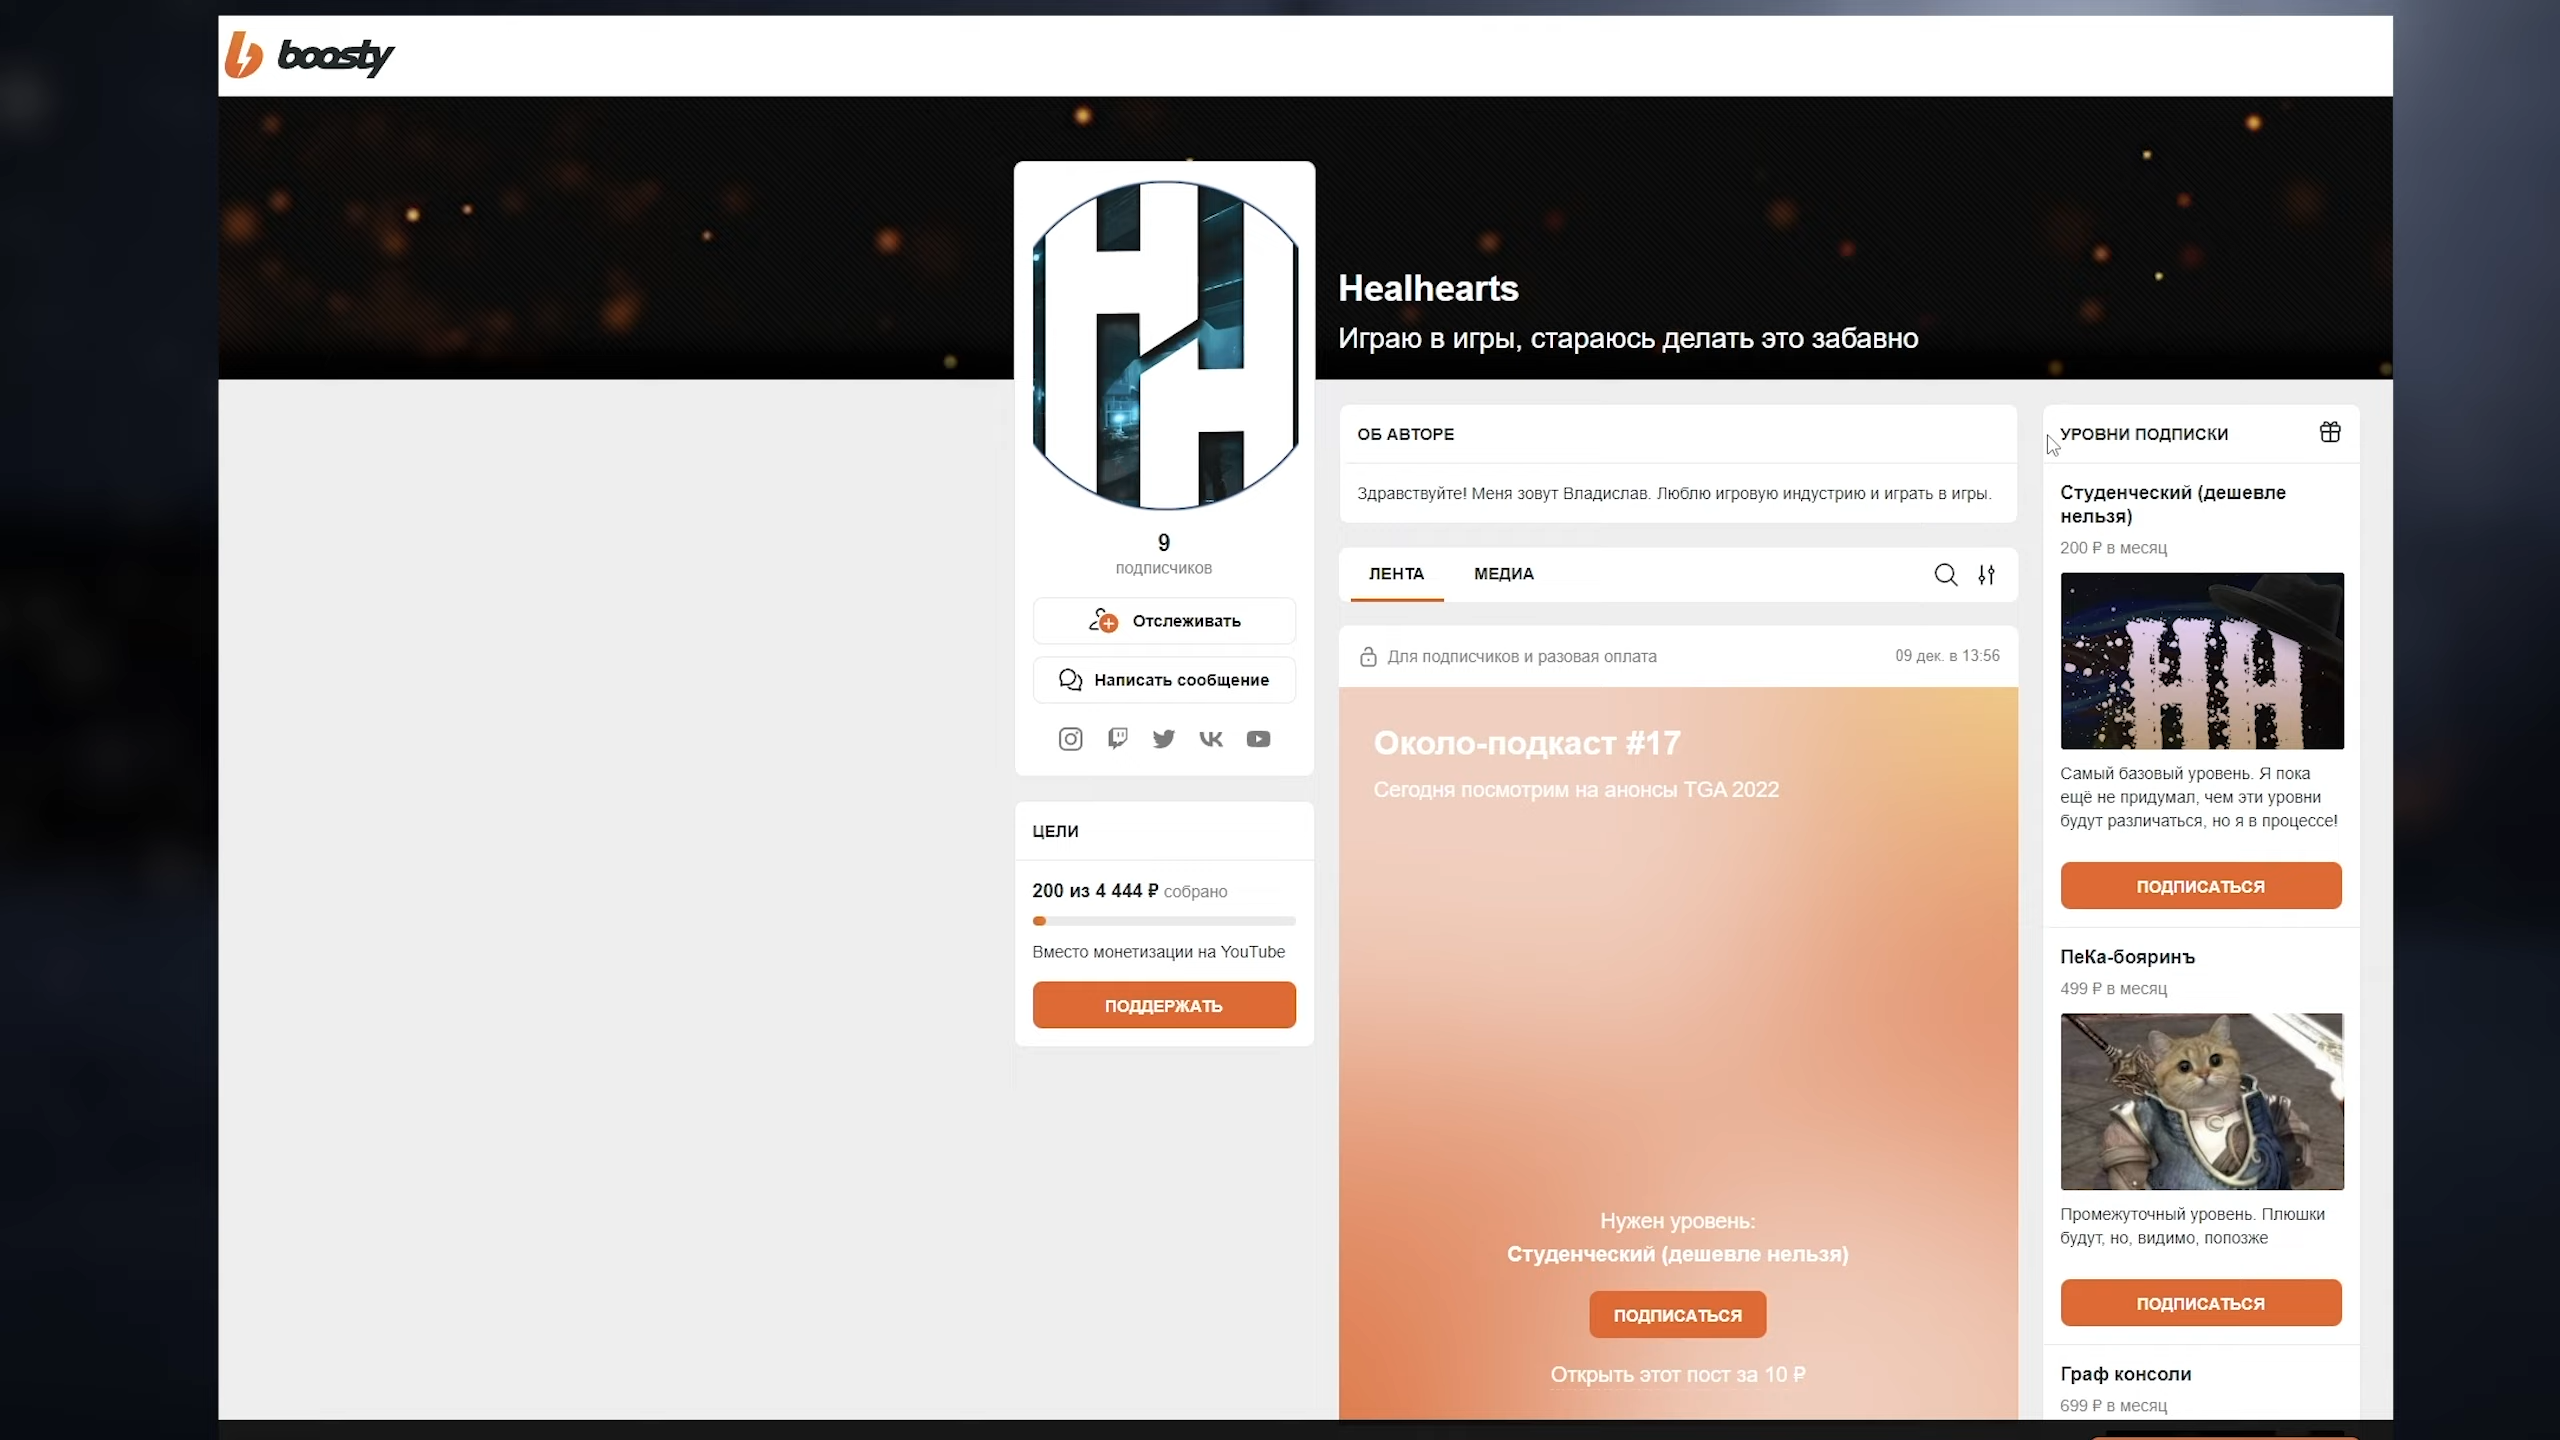 boosty
Healhearts
Играю в игры, стараюсь делать это забавно
9
подписчиков
Отслеживать
Написать сообщение
ЦЕЛИ
200 из 4 444 ₽ собрано
Вместо монетизации на YouTube
ПОДДЕРЖАТЬ
ОБ АВТОРЕ
Здравствуйте! Меня зовут Владислав. Люблю игровую индустрию и играть в игры.
ЛЕНТА МЕДИА
Для подписчиков и разовая оплата 09 дек. в 13:56
Около-подкаст #17
Сегодня посмотрим на анонсы TGA 2022
Нужен уровень:
Студенческий (дешевле нельзя)
ПОДПИСАТЬСЯ
Открыть этот пост за 10 ₽
УРОВНИ ПОДПИСКИ
Студенческий (дешевле
нельзя)
200 ₽ в месяц
HH
Самый базовый уровень. Я пока
ещё не придумал, чем эти уровни
будут различаться, но я в процессе!
ПОДПИСАТЬСЯ
ПеКа-бояринъ
499 ₽ в месяц
Промежуточный уровень. Плюшки
будут, но, видимо, попозже
ПОДПИСАТЬСЯ
Граф консоли
699 ₽ в месяц